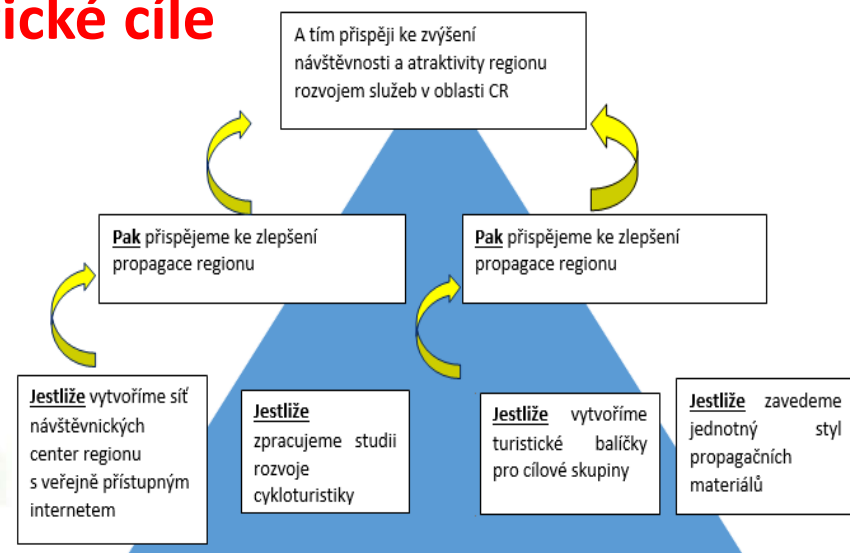 ické cíle
A tím přispěji ke zvýšení
návštěvnosti a atraktivity regionu
rozvojem služeb v oblasti CR
Pak přispějeme ke zlepšení
propagace regionu
Pak přispějeme ke zlepšení
propagace regionu
Jestliže vytvoříme síť
návštěvnických
center regionu
s veřejně přístupným
internetem
Jestliže
zpracujeme studii
rozvoje
cykloturistiky
Jestliže vytvoříme
turistické balíčky
pro cílové skupiny
Jestliže zavedeme
jednotný styl
propagačních
materiálů